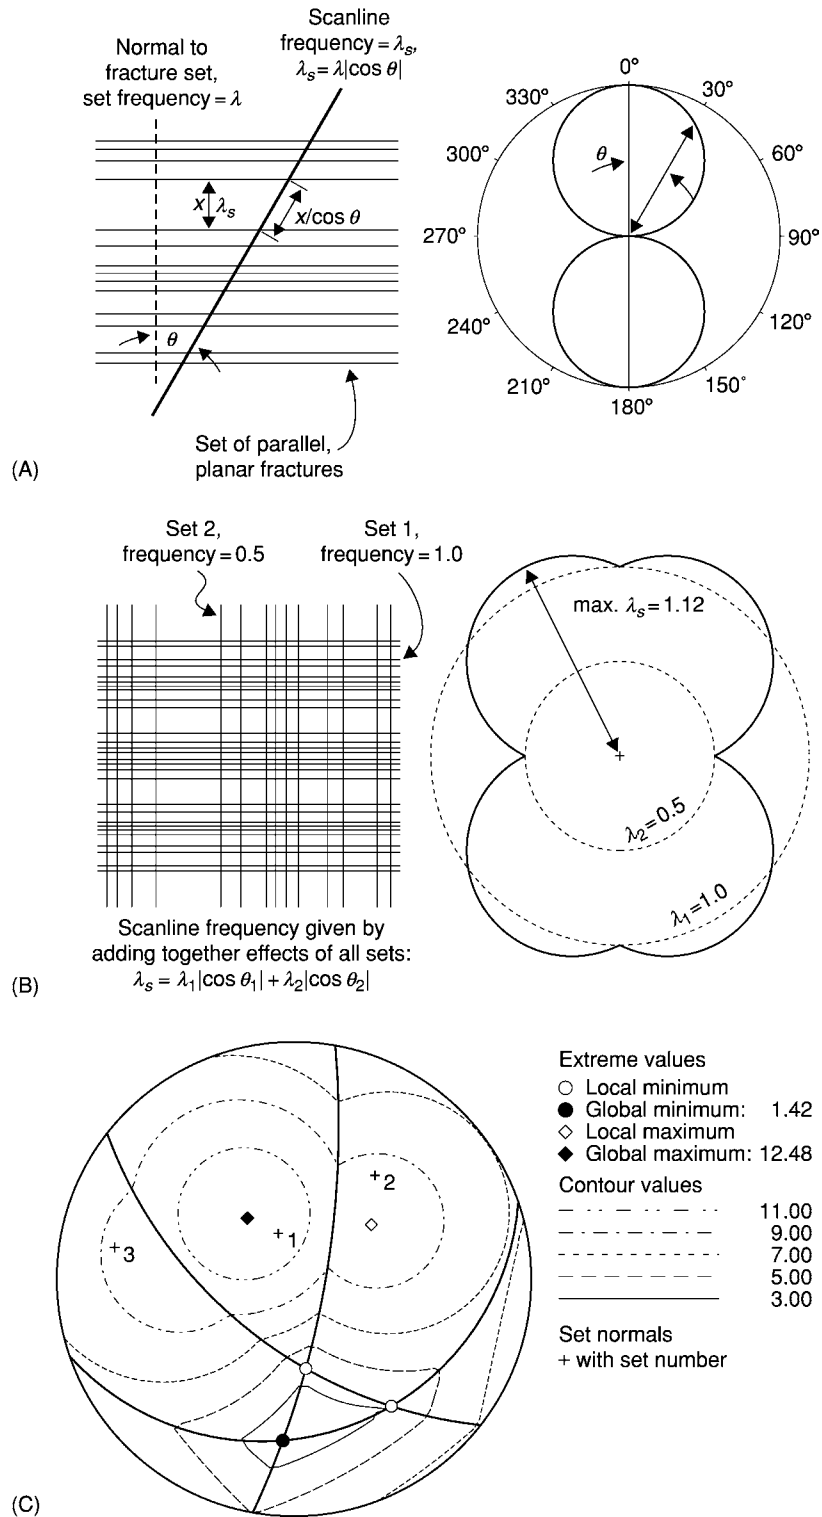 Normal to
fracture set,
set frequency = λ
Scanline
frequency = λs,
λs = λ|cos θ|
x
λs
x/cos θ
θ
Set of parallel,
planar fractures
(A)
0°
30°
60°
90°
120°
150°
180°
210°
240°
270°
300°
330°
θ
Set 2,
frequency = 0.5
Set 1,
frequency = 1.0
Scanline frequency given by
adding together effects of all sets:
λs = λ1|cos θ1| + λ2|cos θ2|
(B)
max. λs = 1.12
λ2 = 0.5
λ1 = 1.0
+3
+1
+2
(C)
Extreme values
Local minimum
Global minimum: 1.42
Local maximum
Global maximum: 12.48
Contour values
11.00
9.00
7.00
5.00
3.00
Set normals
+ with set number